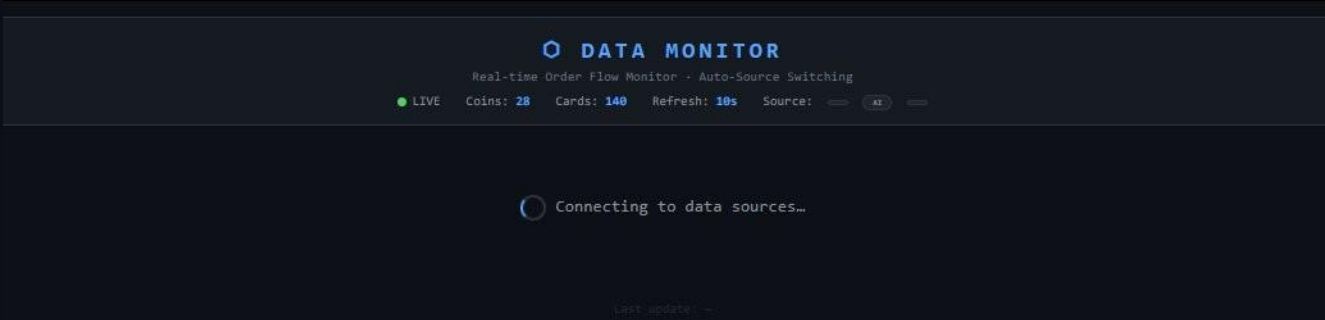 DATA MONITOR
Real-time Order Flow Monitor · Auto-Source Switching
LIVE Coins: 28 Cards: 140 Refresh: 10s Source: AI
Connecting to data sources…
Last update: —